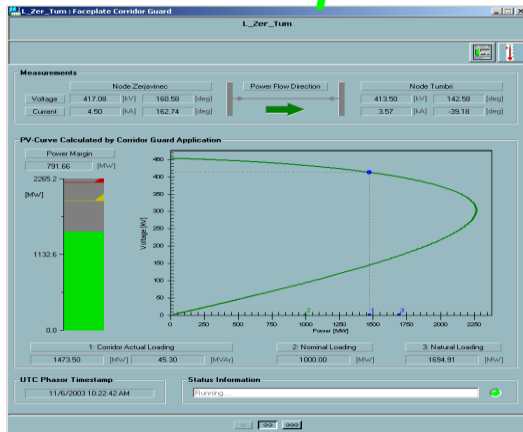 L_Zer_Tum : Faceplate Corridor Guard
L_Zer_Tum
Measurements
Node Zerjavinec Power Flow Direction Node Tumbri
Voltage 417.08 [kV] 160.58 [deg] 413.50 [kV] 142.58 [deg]
Current 4.50 [kA] 162.74 [deg] 3.57 [kA] -39.18 [deg]
PV-Curve Calculated by Corridor Guard Application
Power Margin
791.66 [MW]
2265.2
[MW]
1132.6
0.0
Voltage [kV]
450
400
350
300
250
200
150
100
50
0
0 250 500 750 1000 1250 1500 1750 2000 2250
2 1 3
Power [MW]
1: Corridor Actual Loading 2: Nominal Loading 3: Natural Loading
1473.50 [MW] 45.30 [MVAr] 1000.00 [MW] 1694.91 [MW]
UTC Phasor Timestamp Status Information
11/6/2003 10:22:42 AM Running...
< >> >>>